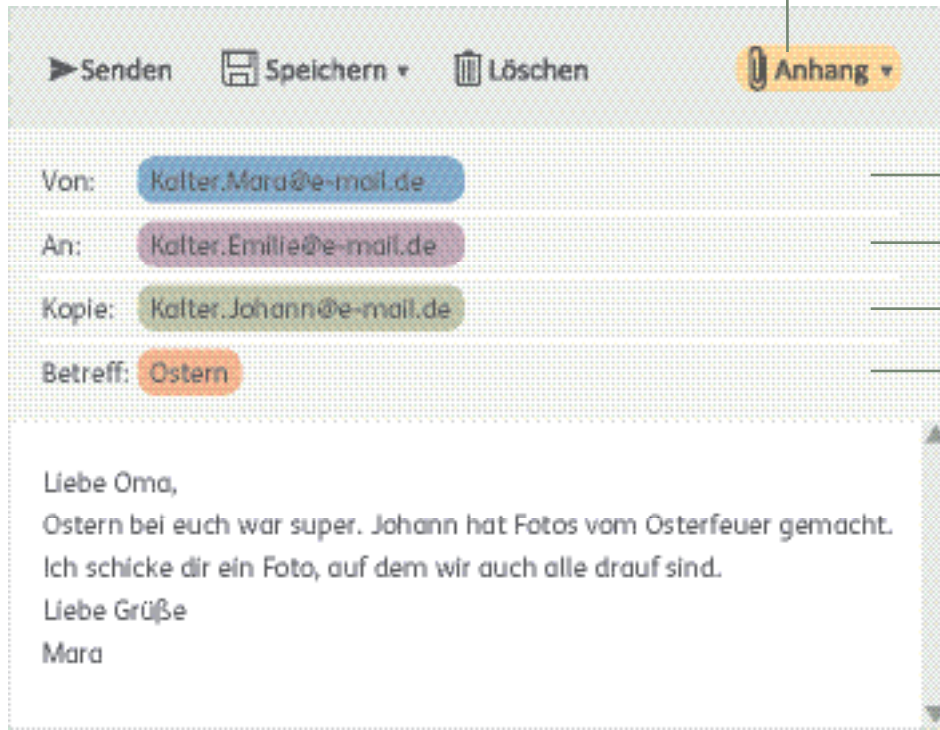 Senden Speichern Löschen Anhang
Von: Kalter.Mara@e-mail.de
An: Kalter.Emilie@e-mail.de
Kopie: Kalter.Johann@e-mail.de
Betreff: Ostern
Liebe Oma,
Ostern bei euch war super. Johann hat Fotos vom Osterfeuer gemacht.
Ich schicke dir ein Foto, auf dem wir auch alle drauf sind.
Liebe Grüße
Mara